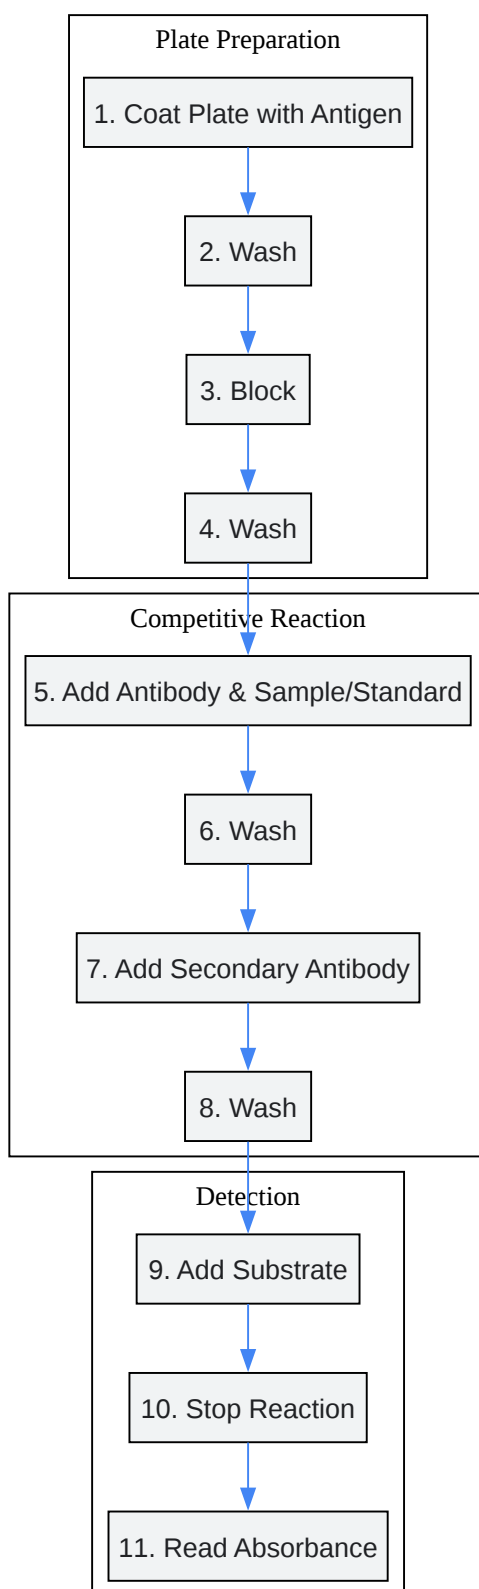 Plate Preparation
1. Coat Plate with Antigen
2. Wash
3. Block
4. Wash
Competitive Reaction
5. Add Antibody & Sample/Standard
6. Wash
7. Add Secondary Antibody
8. Wash
Detection
9. Add Substrate
10. Stop Reaction
11. Read Absorbance